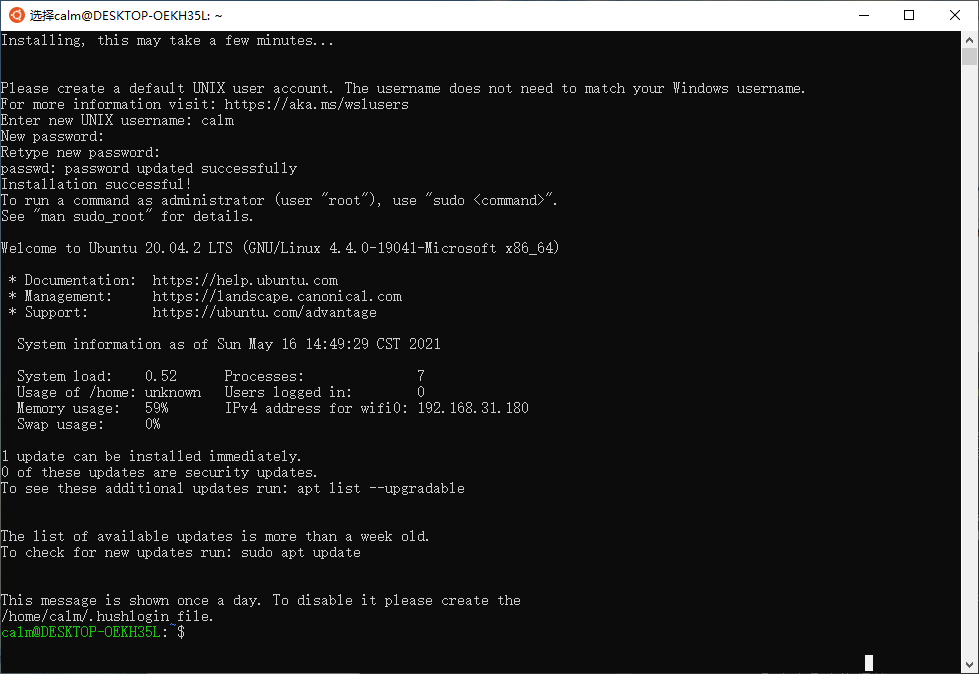 选择calm@DESKTOP-OEKH35L: ~
Installing, this may take a few minutes...
Please create a default UNIX user account. The username does not need to match your Windows username.
For more information visit: https://aka.ms/wslusers
Enter new UNIX username: calm
New password:
Retype new password:
passwd: password updated successfully
Installation successful!
To run a command as administrator (user "root"), use "sudo <command>".
See "man sudo_root" for details.
Welcome to Ubuntu 20.04.2 LTS (GNU/Linux 4.4.0-19041-Microsoft x86_64)
* Documentation:  https://help.ubuntu.com
* Management:     https://landscape.canonical.com
* Support:        https://ubuntu.com/advantage
System information as of Sun May 16 14:49:29 CST 2021
System load:    0.52      Processes:              7
Usage of /home: unknown   Users logged in:        0
Memory usage:   59%       IPv4 address for wifi0: 192.168.31.180
Swap usage:     0%
1 update can be installed immediately.
0 of these updates are security updates.
To see these additional updates run: apt list --upgradable
The list of available updates is more than a week old.
To check for new updates run: sudo apt update
This message is shown once a day. To disable it please create the
/home/calm/.hushlogin file.
calm@DESKTOP-OEKH35L:~$